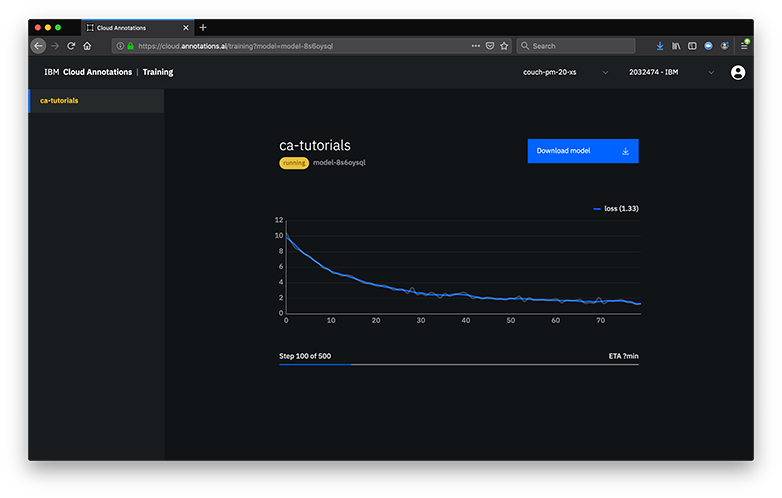 Cloud Annotations
https://cloud.annotations.ai/training?model=model-8s6oysql
Search
IBM Cloud Annotations | Training
couch-pm-20-xs
2032474 - IBM
ca-tutorials
ca-tutorials
Download model
running
model-8s6oysql
loss (1.33)
12
10
8
6
4
2
0
0 10 20 30 40 50 60 70
Step 100 of 500
ETA ?min